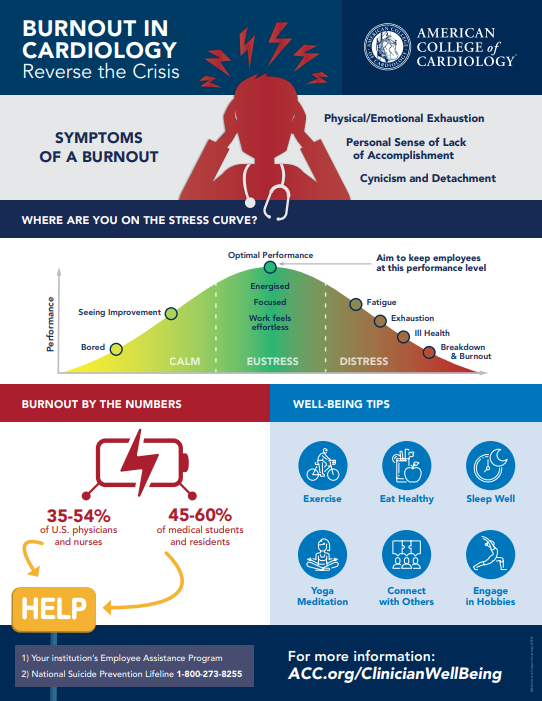 BURNOUT IN
CARDIOLOGY
Reverse the Crisis
AMERICAN
COLLEGE of
CARDIOLOGY
SYMPTOMS
OF A BURNOUT
Physical/Emotional Exhaustion
Personal Sense of Lack
of Accomplishment
Cynicism and Detachment
WHERE ARE YOU ON THE STRESS CURVE?
Optimal Performance
Aim to keep employees
at this performance level
Energised
Focused
Work feels
effortless
Seeing Improvement
Bored
Fatigue
Exhaustion
Ill Health
Breakdown
& Burnout
Performance
CALM
EUSTRESS
DISTRESS
BURNOUT BY THE NUMBERS
35-54%
of U.S. physicians
and nurses
45-60%
of medical students
and residents
HELP
WELL-BEING TIPS
Exercise
Eat Healthy
Sleep Well
Yoga
Meditation
Connect
with Others
Engage
in Hobbies
1) Your institution's Employee Assistance Program
2) National Suicide Prevention Lifeline 1-800-273-8255
For more information:
ACC.org/ClinicianWellBeing